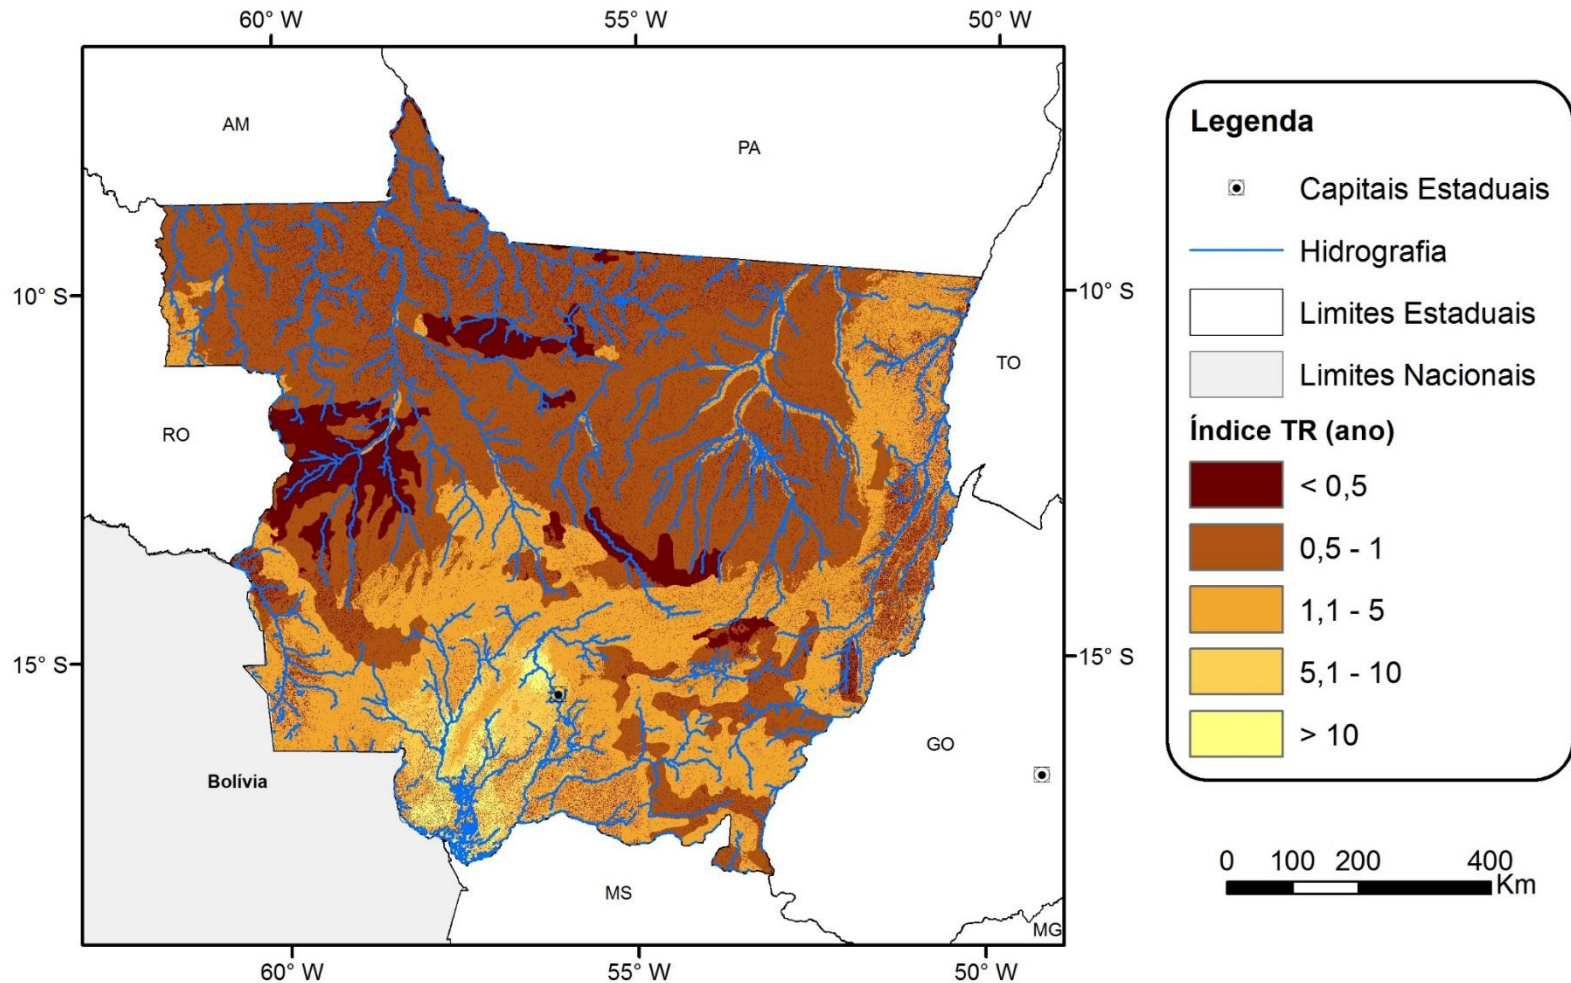 60° W
55° W
50° W
AM
PA
10° S
10° S
TO
RO
15° S
15° S
GO
Bolívia
MS
MG
60° W
55° W
50° W
Legenda
Capitais Estaduais
Hidrografia
Limites Estaduais
Limites Nacionais
Índice TR (ano)
< 0,5
0,5 - 1
1,1 - 5
5,1 - 10
> 10
0 100 200 400
Km